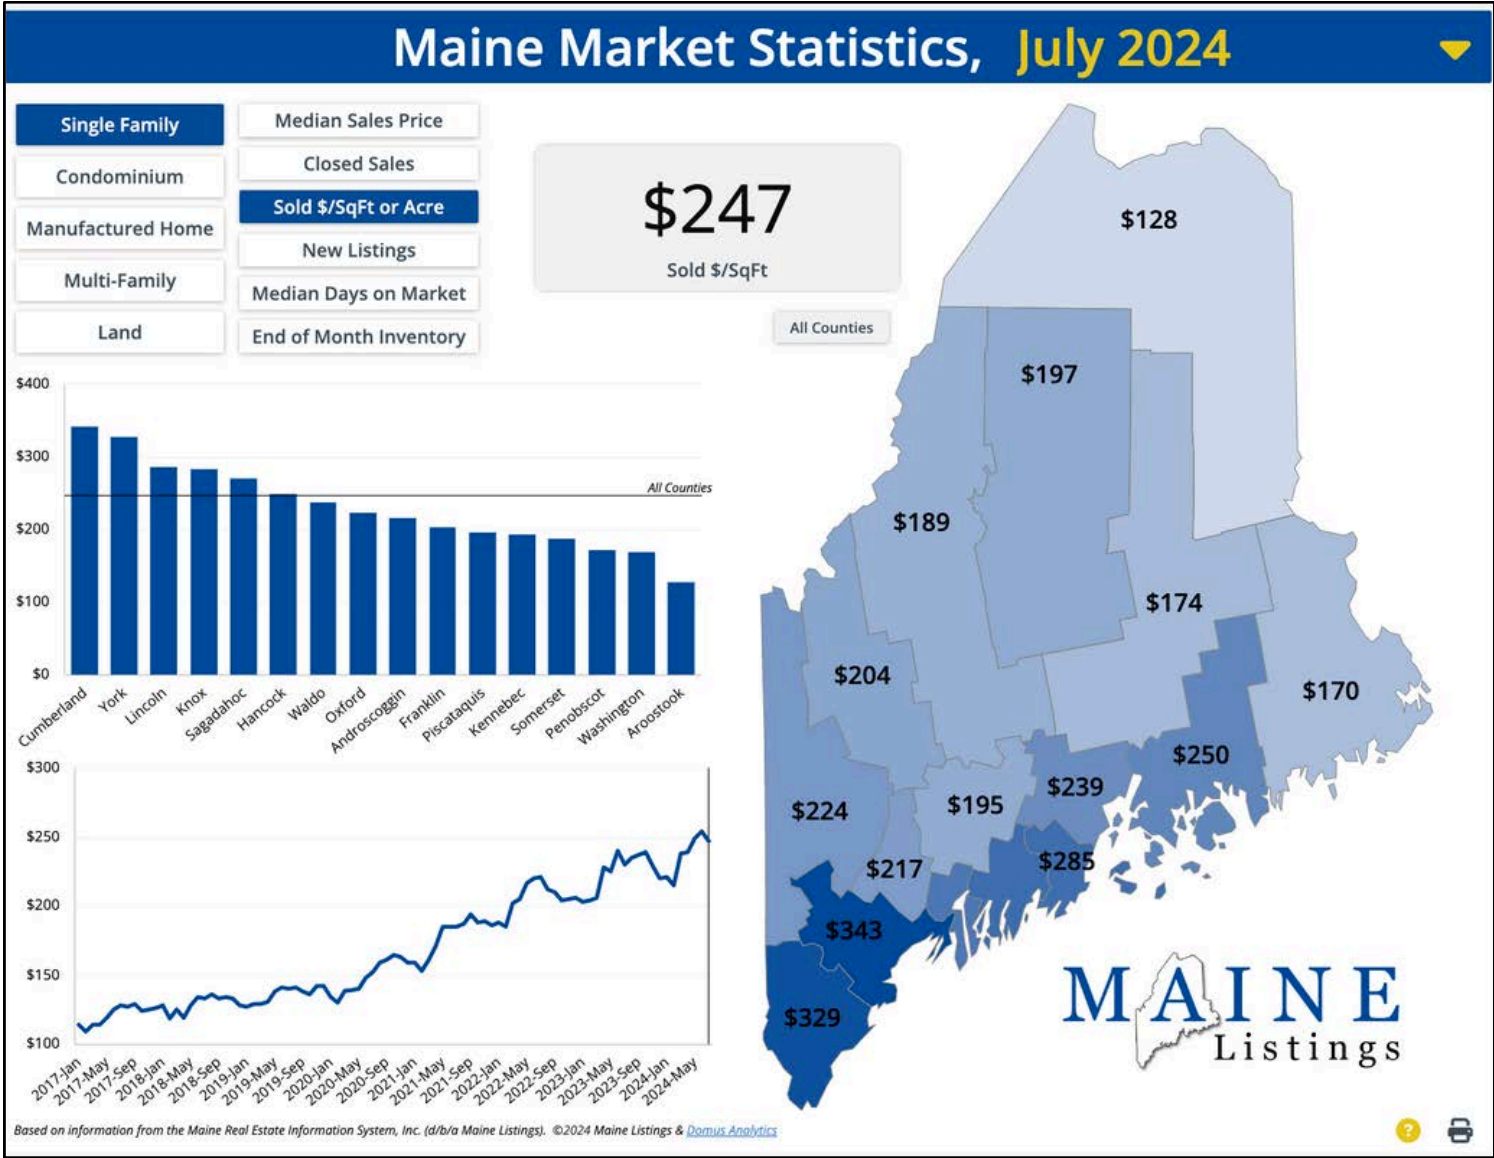 Maine Market Statistics, July 2024
Single Family
Condominium
Manufactured Home
Multi-Family
Land
Median Sales Price
Closed Sales
Sold $/SqFt or Acre
New Listings
Median Days on Market
End of Month Inventory
$247
Sold $/SqFt
All Counties
$400
$300
$200
$100
$0
All Counties
Cumberland
York
Lincoln
Knox
Sagadahoc
Hancock
Waldo
Oxford
Androscoggin
Franklin
Piscataquis
Kennebec
Somerset
Penobscot
Washington
Aroostook
$300
$250
$200
$150
$100
2017-Jan
2017-May
2017-Sep
2018-Jan
2018-May
2018-Sep
2019-Jan
2019-May
2019-Sep
2020-Jan
2020-May
2020-Sep
2021-Jan
2021-May
2021-Sep
2022-Jan
2022-May
2022-Sep
2023-Jan
2023-May
2023-Sep
2024-Jan
2024-May
$128
$197
$189
$174
$204
$170
$250
$239
$195
$224
$217
$285
$343
$329
MAINE
Listings
Based on information from the Maine Real Estate Information System, Inc. (d/b/a Maine Listings). ©2024 Maine Listings & Domus Analytics
?